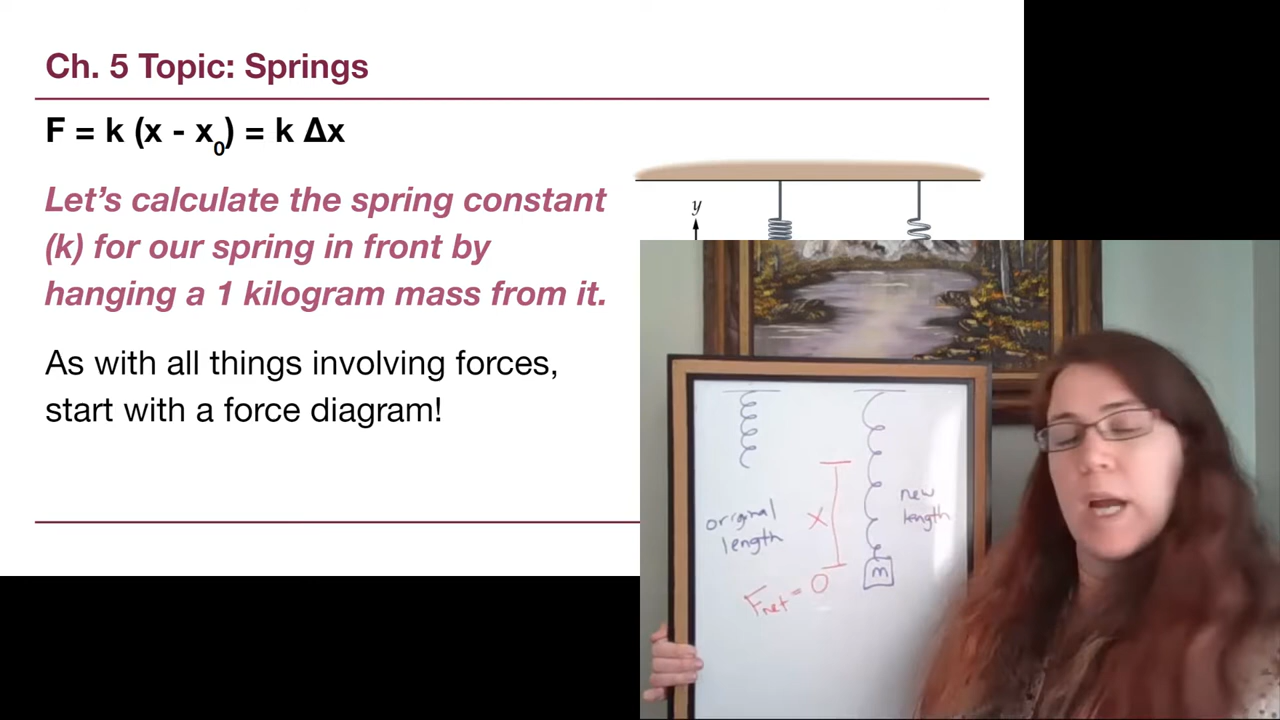 Ch. 5 Topic: Springs
F = k (x - x₀) = k Δx
Let's calculate the spring constant
(k) for our spring in front by
hanging a 1 kilogram mass from it.
As with all things involving forces,
start with a force diagram!
y
original
length
x
new
length
m
Fnet = 0